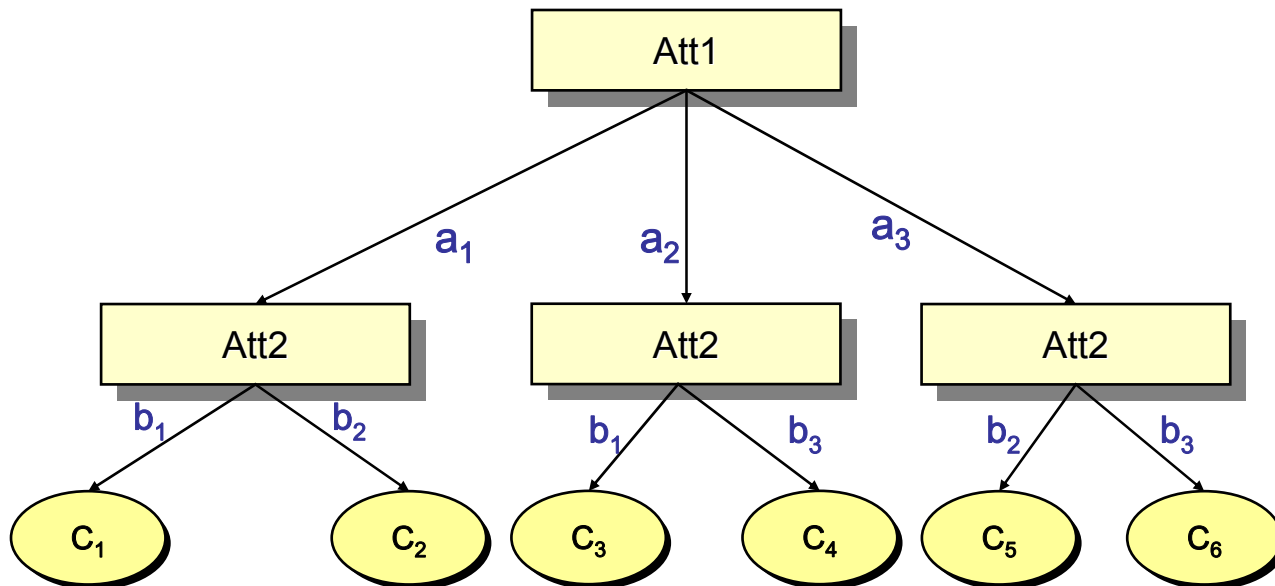 Att1
a₁
a₂
a₃
Att2
Att2
Att2
b₁
b₂
b₁
b₃
b₂
b₃
C₁
C₂
C₃
C₄
C₅
C₆